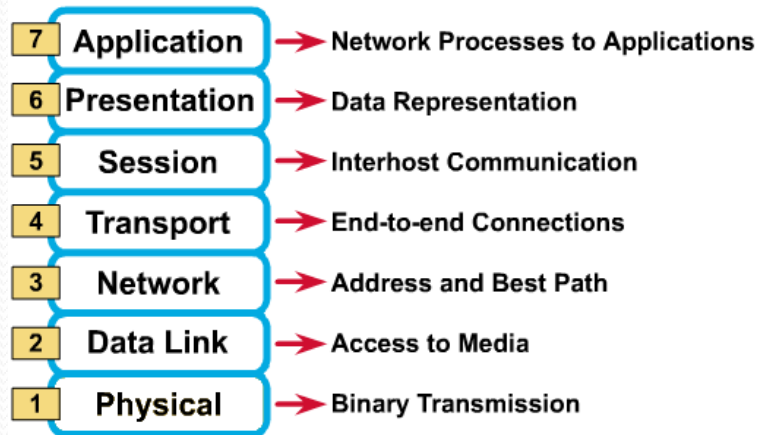 7 Application Network Processes to Applications
6 Presentation Data Representation
5 Session Interhost Communication
4 Transport End-to-end Connections
3 Network Address and Best Path
2 Data Link Access to Media
1 Physical Binary Transmission